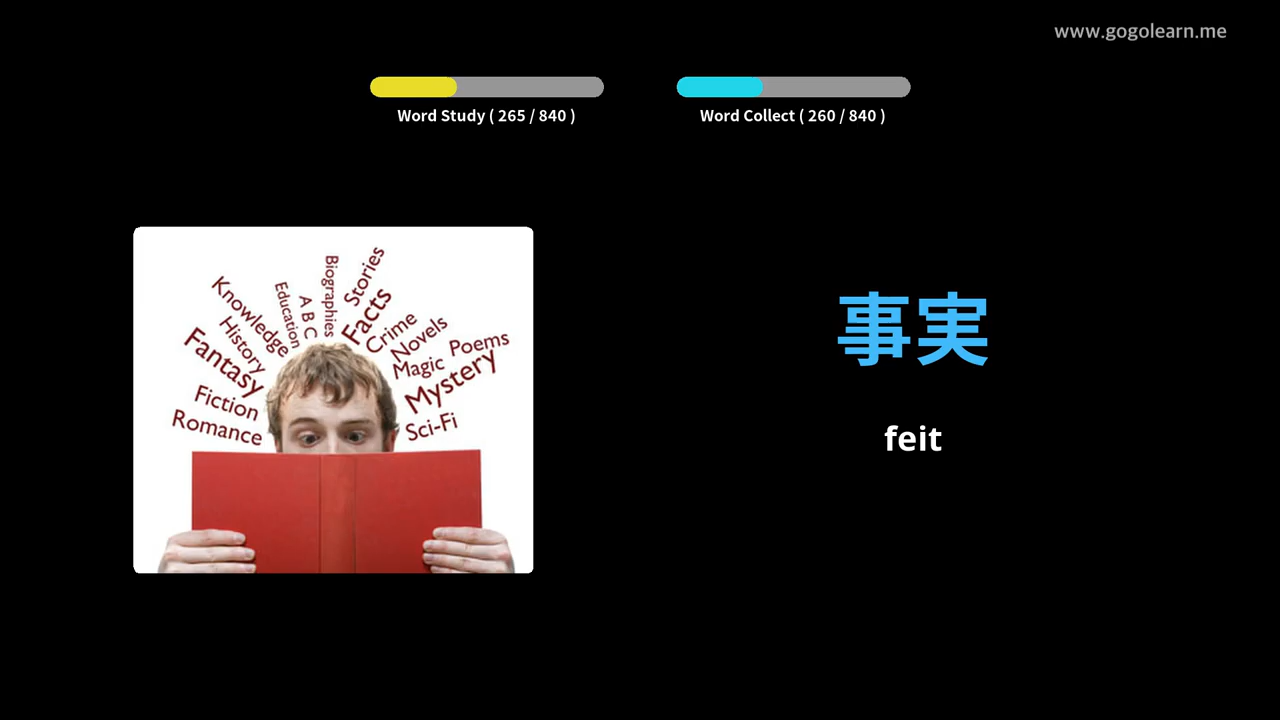 www.gogolearn.me
Word Study ( 265 / 840 )
Word Collect ( 260 / 840 )
Romance
Fiction
Fantasy
History
Knowledge
Education
A B C
Biographies
Stories
Facts
Crime
Novels
Magic
Poems
Mystery
Sci-Fi
事実
feit